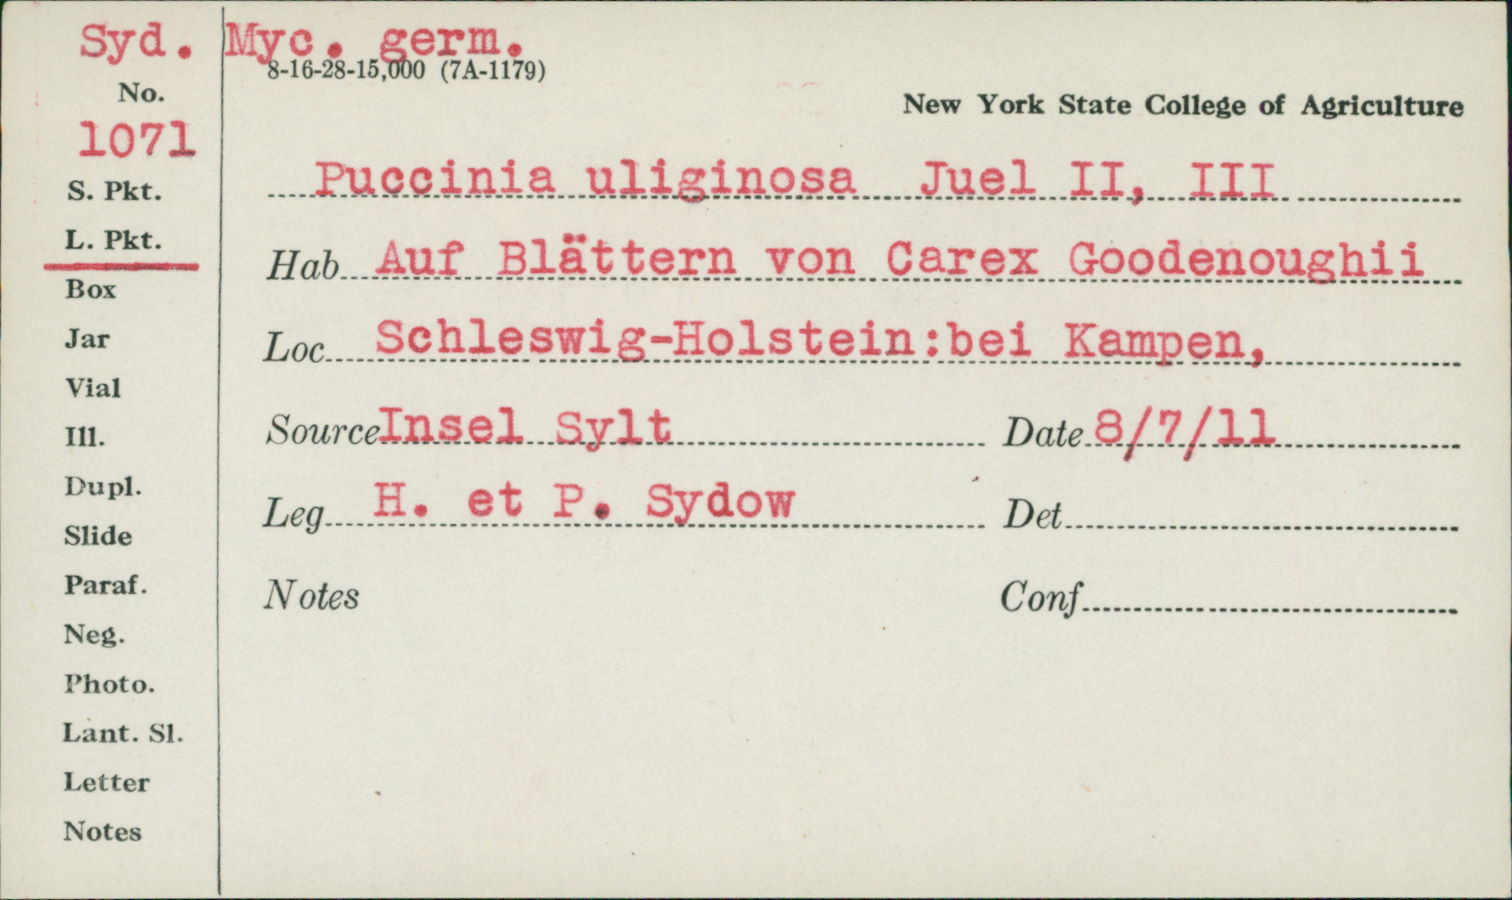 Syd. Myc. germ.
8-16-28-15,000 (7A-1179)
No.
New York State College of Agriculture
1071
Puccinia uliginosa Juel II, III
S. Pkt.
L. Pkt.
Hab Auf Blättern von Carex Goodenoughii
Box
Jar
Loc Schleswig-Holstein:bei Kampen,
Vial
Ill.
Source Insel Sylt Date 8/7/11
Dupl.
Leg H. et P. Sydow Det
Slide
Paraf.
Notes Conf
Neg.
Photo.
Lant. Sl.
Letter
Notes